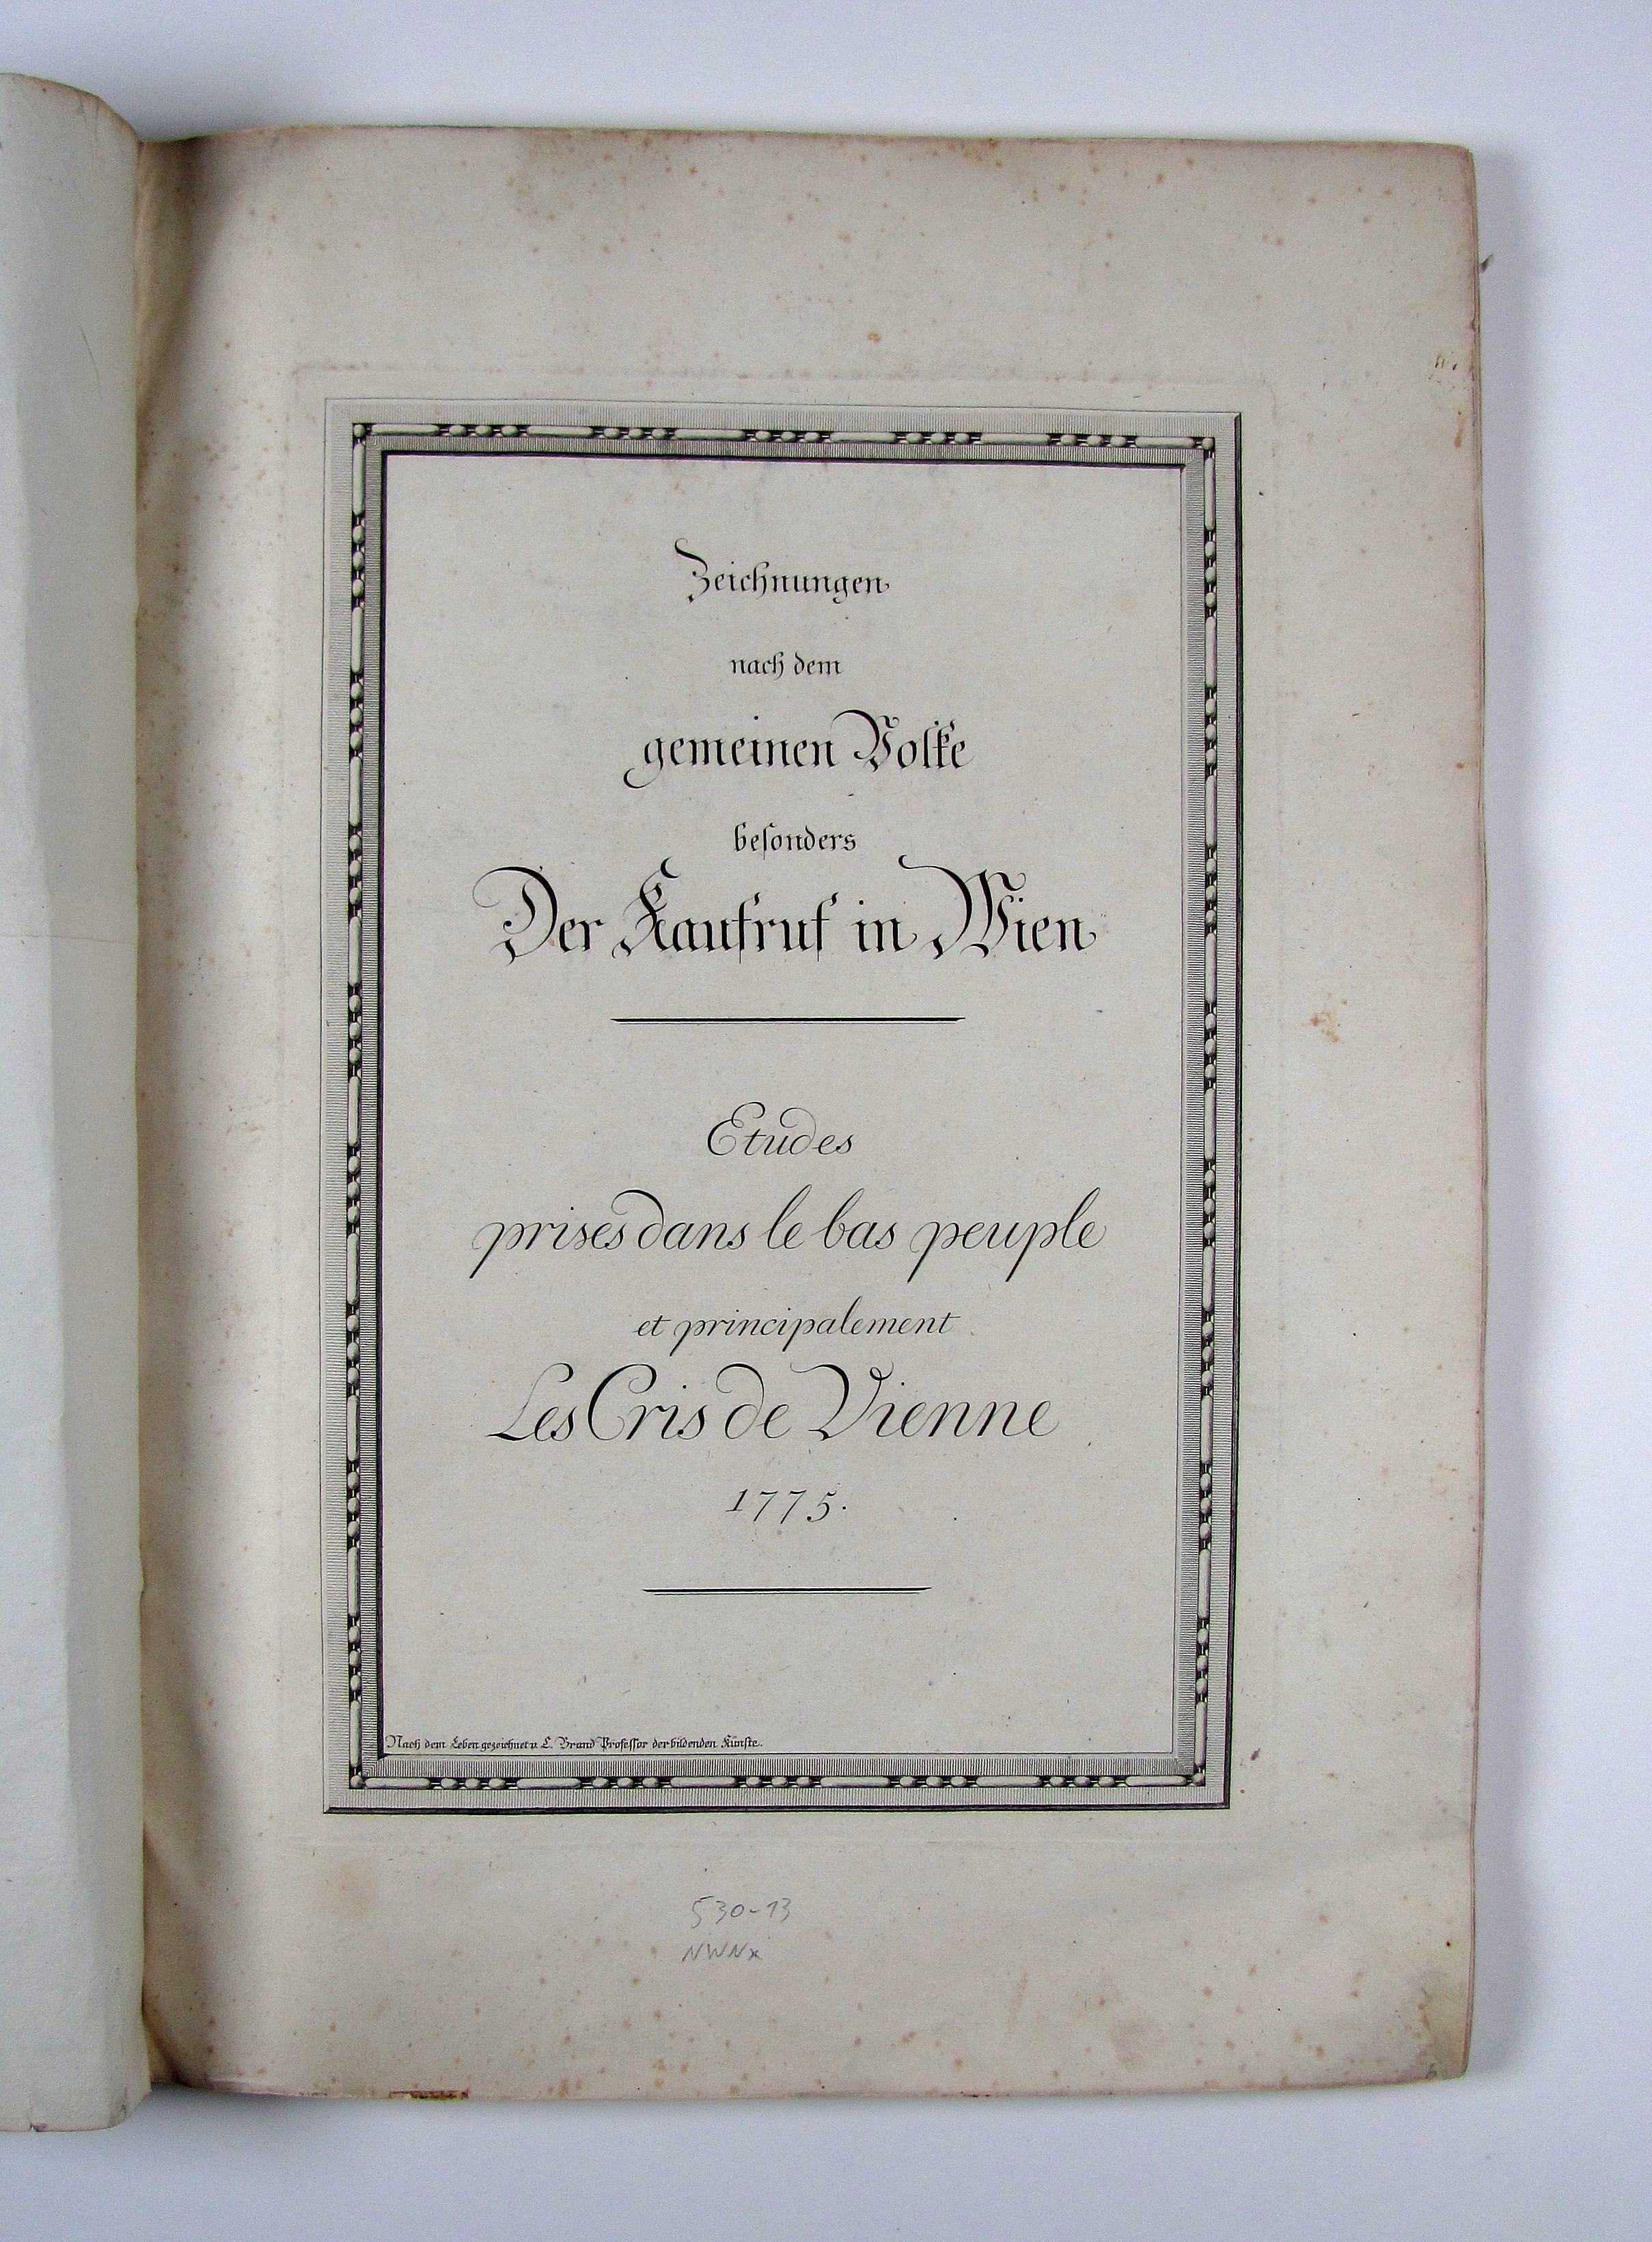 Zeichnungen
nach dem
gemeinen Volke
besonders
Der Kaufruf in Wien
Etudes
prises dans le bas peuple
et principalement
Les Cris de Vienne
1775.
Nach dem Leben gezeichnet v. C. Brand Professor der bildenden Künste.
530-13
NWNx